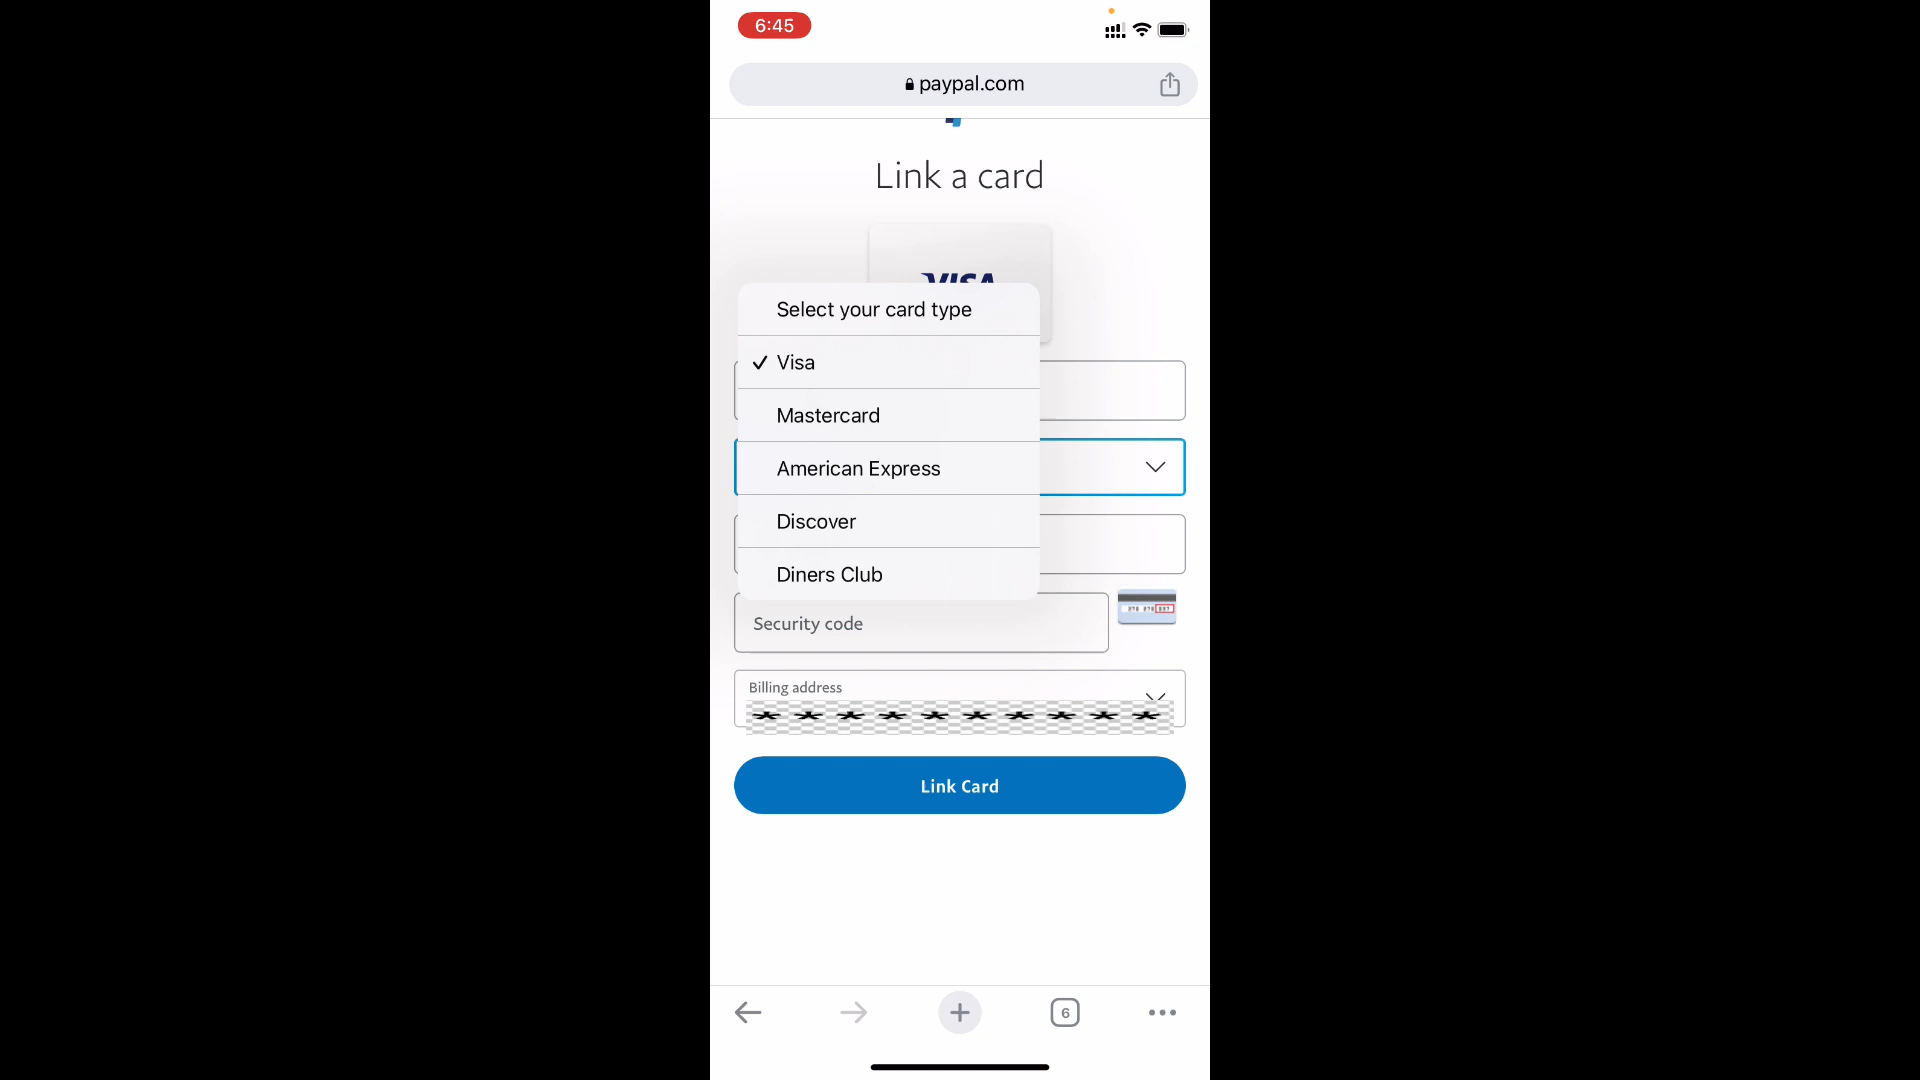 6:45
paypal.com
Link a card
VISA
Select your card type
Visa
Mastercard
American Express
Discover
Diners Club
Security code
Billing address
* * * * * * * * * *
Link Card
6